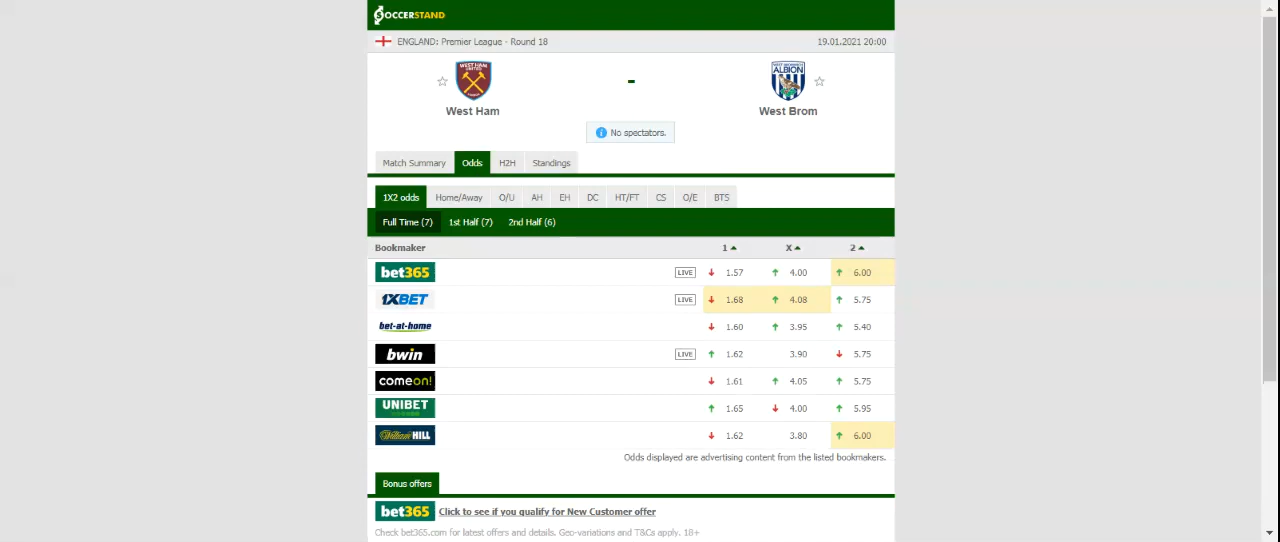 SOCCERSTAND
ENGLAND: Premier League - Round 18 19.01.2021 20:00
WEST HAM UNITED
ALBION
-
West Ham West Brom
No spectators.
Match Summary Odds H2H Standings
1X2 odds Home/Away O/U AH EH DC HT/FT CS O/E BTS
Full Time (7) 1st Half (7) 2nd Half (6)
Bookmaker 1 X 2
bet365 LIVE 1.57 4.00 6.00
1XBET LIVE 1.68 4.08 5.75
bet-at-home 1.60 3.95 5.40
bwin LIVE 1.62 3.90 5.75
comeon! 1.61 4.05 5.75
UNIBET 1.65 4.00 5.95
William HILL 1.62 3.80 6.00
Odds displayed are advertising content from the listed bookmakers.
Bonus offers
bet365 Click to see if you qualify for New Customer offer
Check bet365.com for latest offers and details. Geo-variations and T&Cs apply. 18+